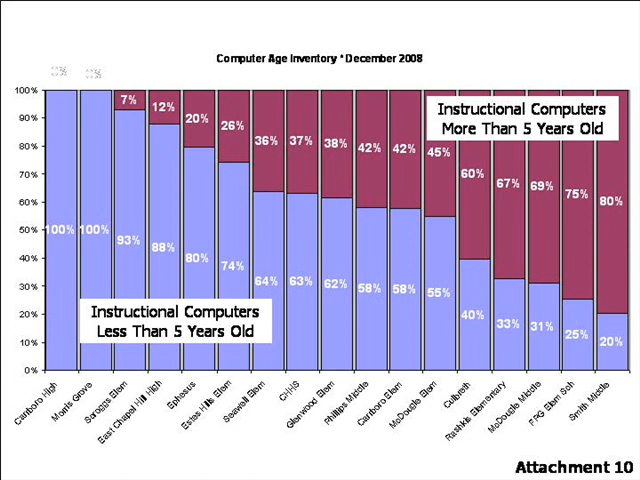 Computer Age Inventory * December 2008
100%
90%
80%
70%
60%
50%
40%
30%
20%
10%
0%
7%
12%
20%
26%
36%
37%
38%
42%
42%
45%
60%
67%
69%
75%
80%
Instructional Computers
More Than 5 Years Old
100%
100%
93%
88%
80%
74%
64%
63%
62%
58%
58%
55%
40%
33%
31%
25%
20%
Instructional Computers
Less Than 5 Years Old
Carrboro High
Morris Grove
Scroggs Elem
East Chapel Hill High
Ephesus
Estes Hills Elem
Seawell Elem
CHHS
Glenwood Elem
Phillips Middle
Carrboro Elem
McDougle Elem
Culbreth
Rashkis Elementary
McDougle Middle
FPG Elem Sch
Smith Middle
Attachment 10